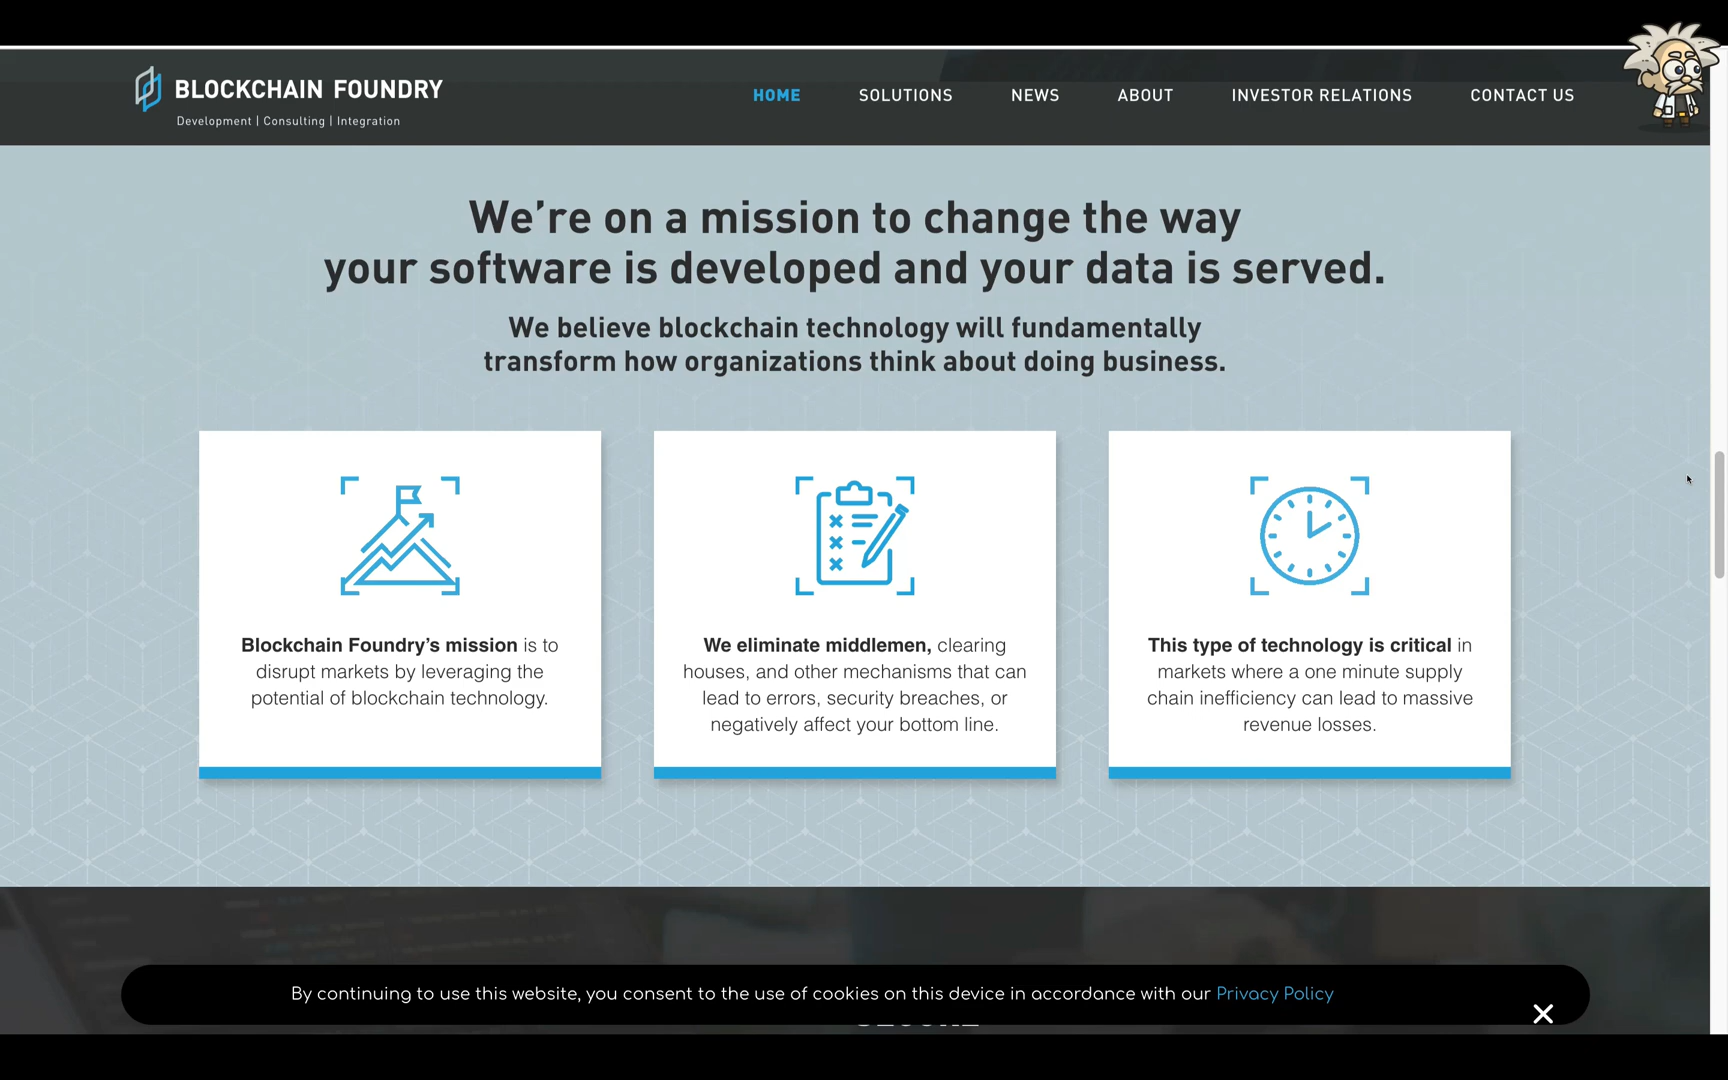 BLOCKCHAIN FOUNDRY
Development | Consulting | Integration
HOME
SOLUTIONS
NEWS
ABOUT
INVESTOR RELATIONS
CONTACT US
We’re on a mission to change the way
your software is developed and your data is served.
We believe blockchain technology will fundamentally
transform how organizations think about doing business.
Blockchain Foundry’s mission is to
disrupt markets by leveraging the
potential of blockchain technology.
We eliminate middlemen, clearing
houses, and other mechanisms that can
lead to errors, security breaches, or
negatively affect your bottom line.
This type of technology is critical in
markets where a one minute supply
chain inefficiency can lead to massive
revenue losses.
By continuing to use this website, you consent to the use of cookies on this device in accordance with our Privacy Policy